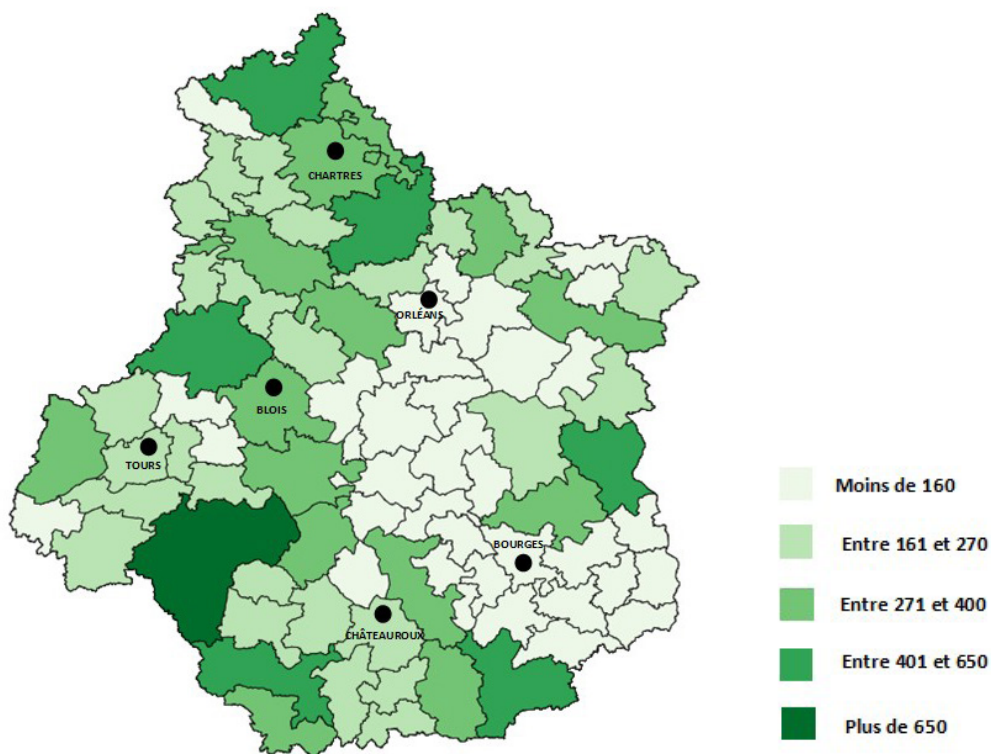 CHARTRES
ORLÉANS
BLOIS
TOURS
BOURGES
CHÂTEAUROUX
Moins de 160
Entre 161 et 270
Entre 271 et 400
Entre 401 et 650
Plus de 650